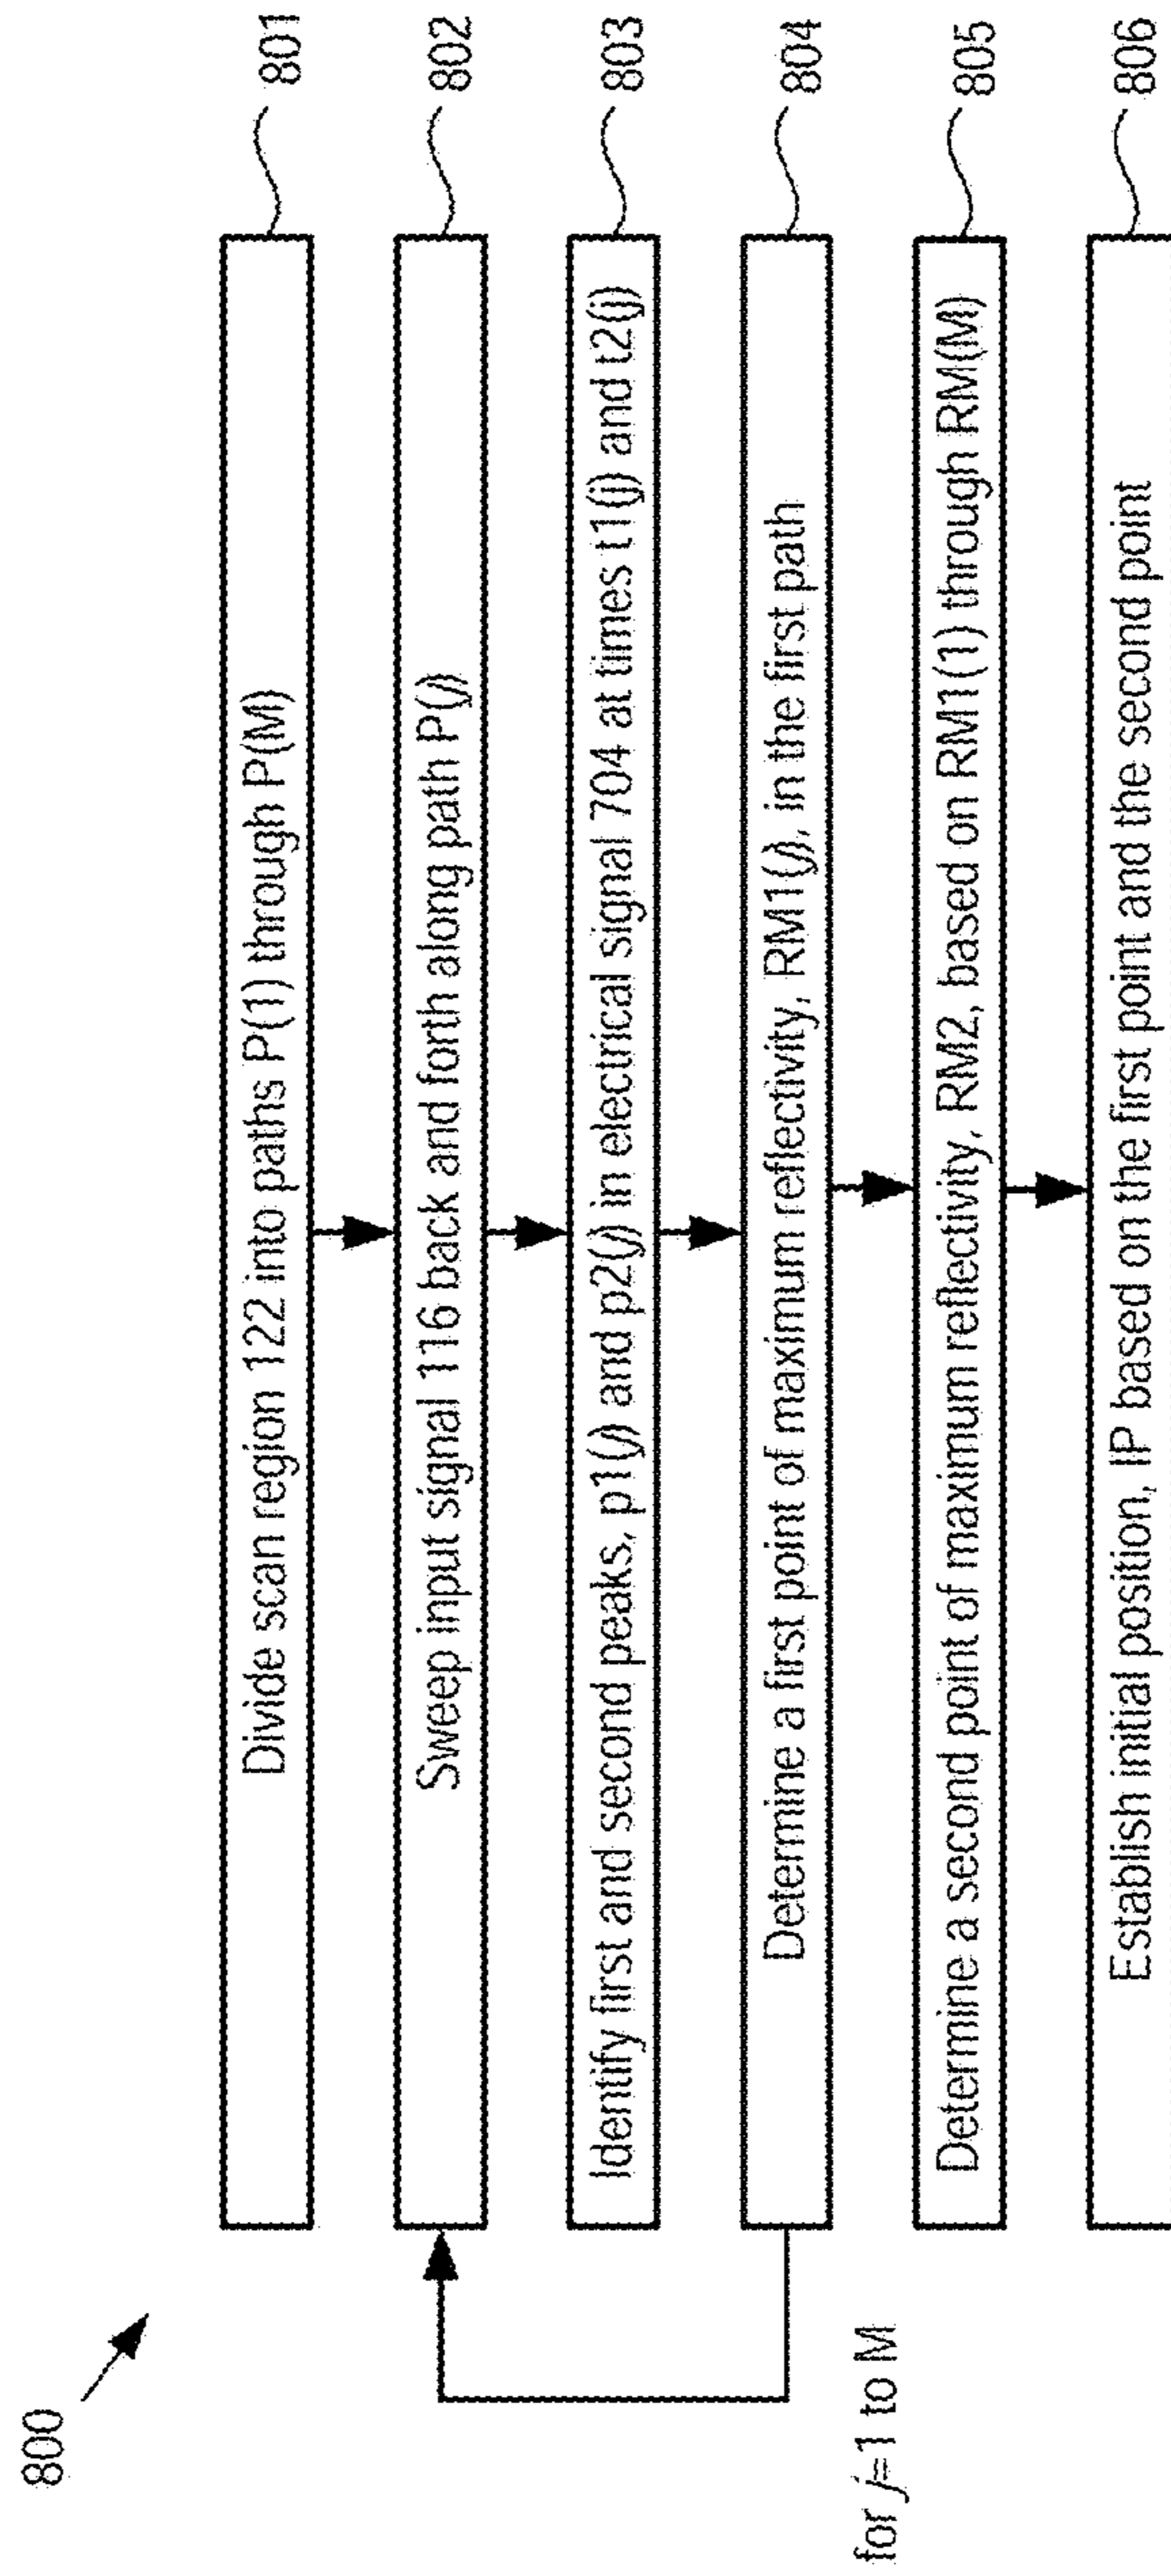 800
Divide scan region 122 into paths P(1) through P(M)
801
Sweep input signal 116 back and forth along path P(j)
802
Identify first and second peaks, p1(j) and p2(j) in electrical signal 704 at times t1(j) and t2(j)
803
Determine a first point of maximum reflectivity, RM1(j), in the first path
804
for j=1 to M
Determine a second point of maximum reflectivity, RM2, based on RM1(1) through RM(M)
805
Establish initial position, IP based on the first point and the second point
806